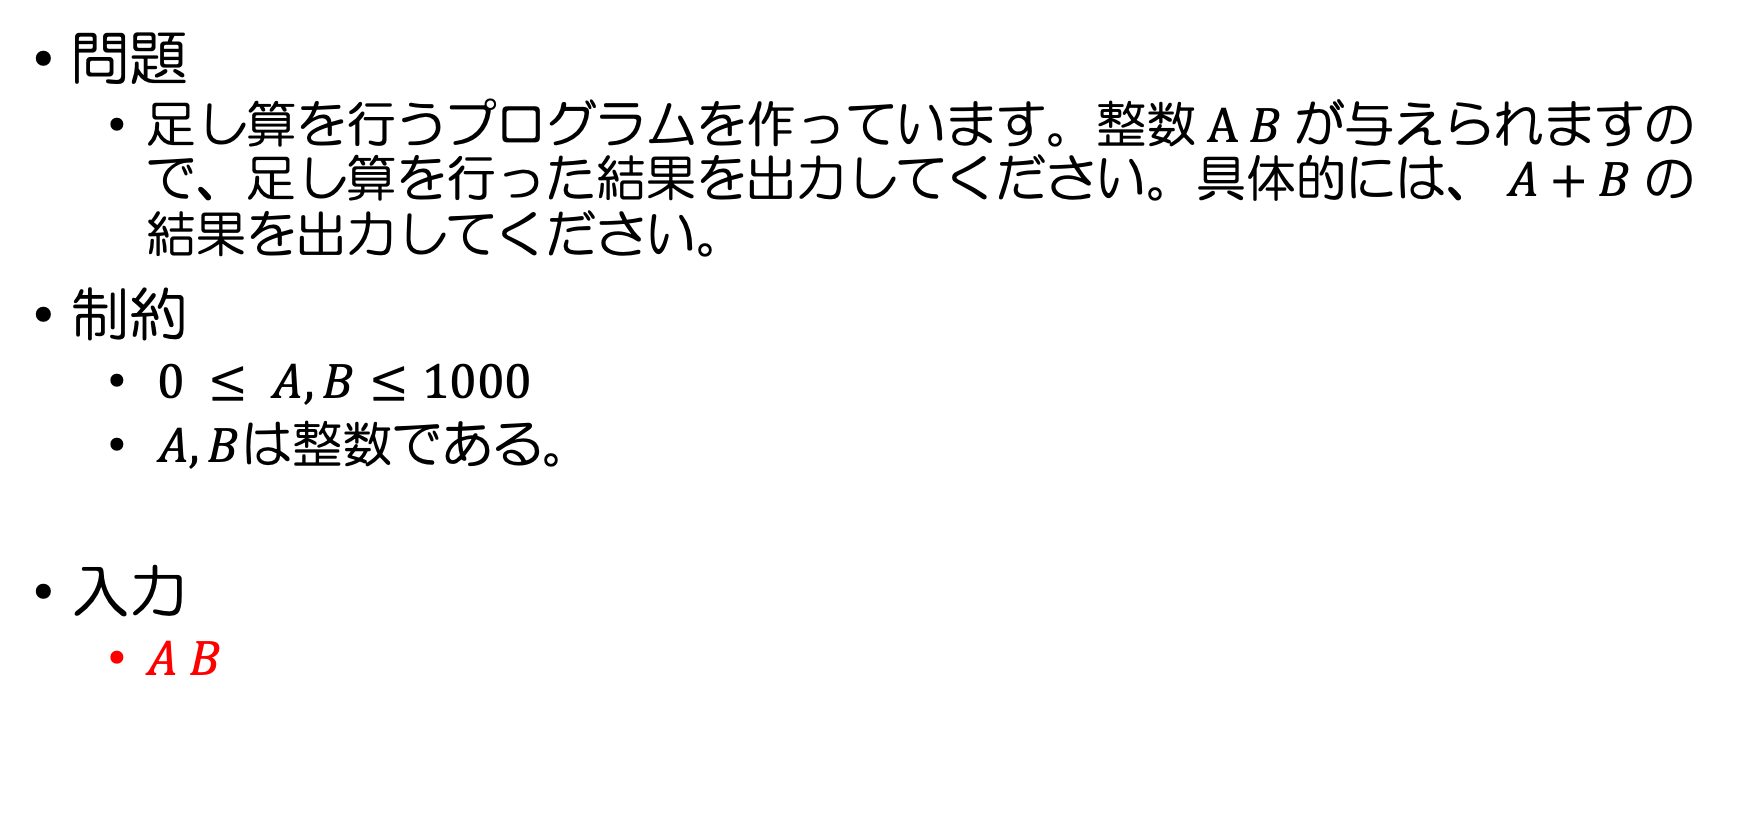 • 問題
• 足し算を行うプログラムを作っています。整数 A B が与えられますの
で、足し算を行った結果を出力してください。具体的には、 A + B の
結果を出力してください。
• 制約
• 0 ≤ A, B ≤ 1000
• A, Bは整数である。
• 入力
• A B